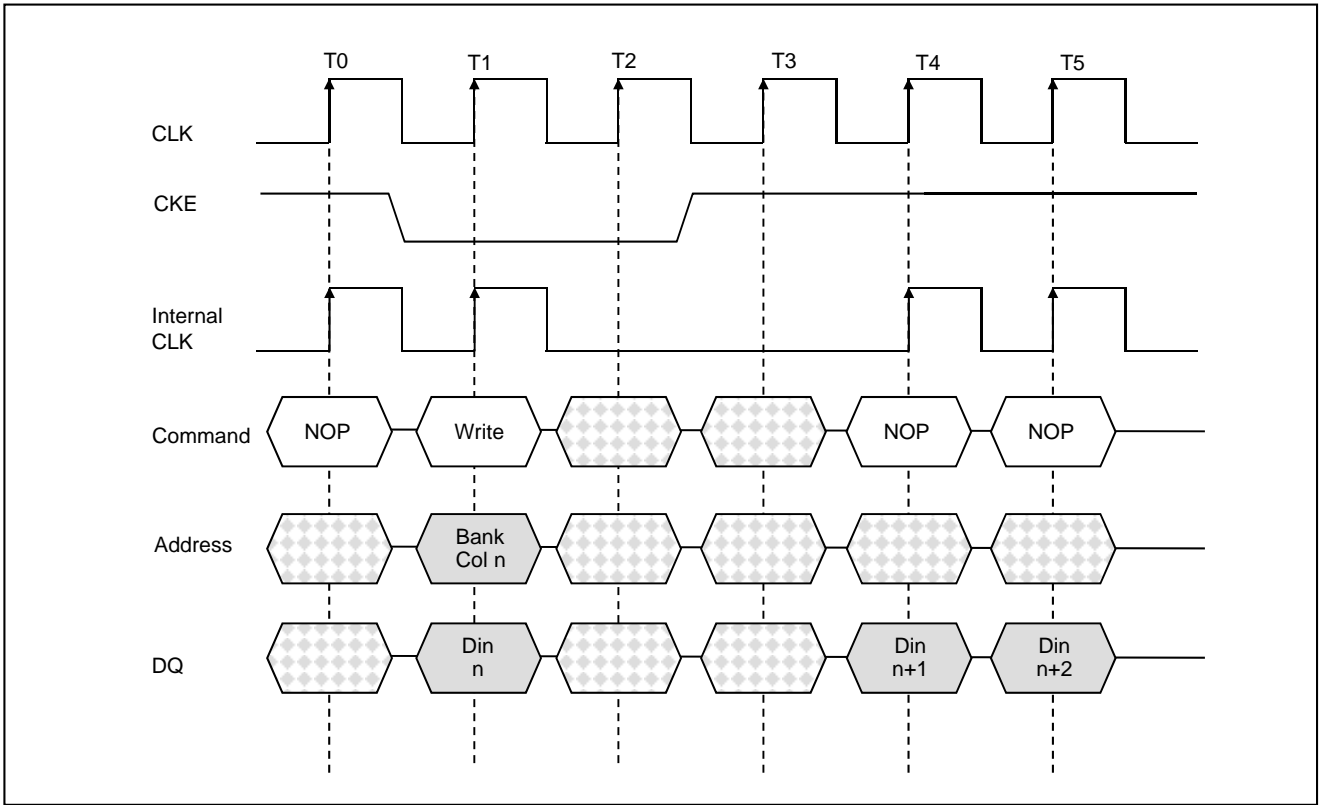 T0 T1 T2 T3 T4 T5
CLK
CKE
Internal
CLK
Command NOP Write NOP NOP
Address Bank
Col n
DQ Din
n Din
n+1 Din
n+2